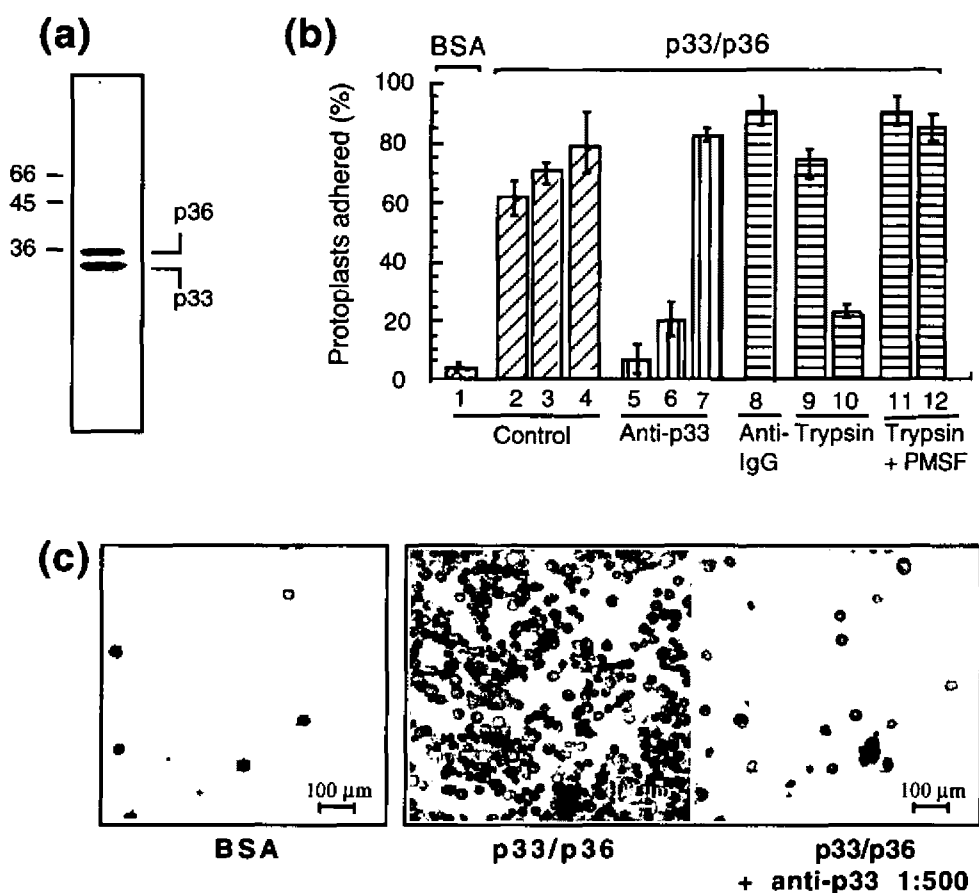 (a)
66
45
36
p36
p33
(b)
BSA
p33/p36
Protoplasts adhered (%)
100
80
60
40
20
0
1 2 3 4 5 6 7 8 9 10 11 12
Control
Anti-p33
Anti-
IgG
Trypsin
Trypsin
+ PMSF
(c)
100 µm
100 µm
BSA
p33/p36
p33/p36
+ anti-p33 1:500